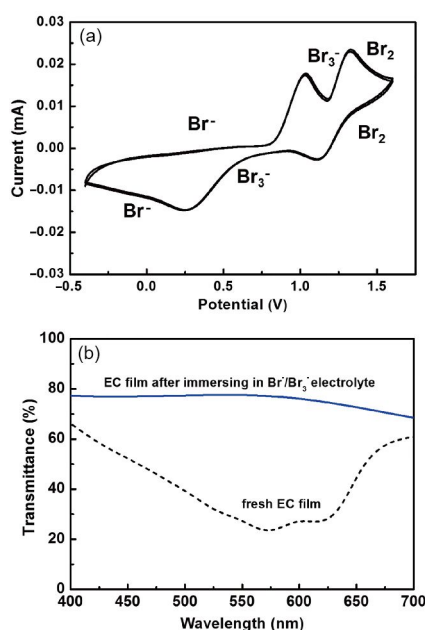 (a)
0.03
0.02
0.01
0.00
−0.01
−0.02
−0.03
Current (mA)
Br⁻
Br₃⁻
Br₂
Br₂
Br₃⁻
Br⁻
−0.5 0.0 0.5 1.0 1.5
Potential (V)
(b)
100
80
60
40
20
0
Transmittance (%)
EC film after immersing in Br⁻/Br₃⁻ electrolyte
fresh EC film
400 450 500 550 600 650 700
Wavelength (nm)